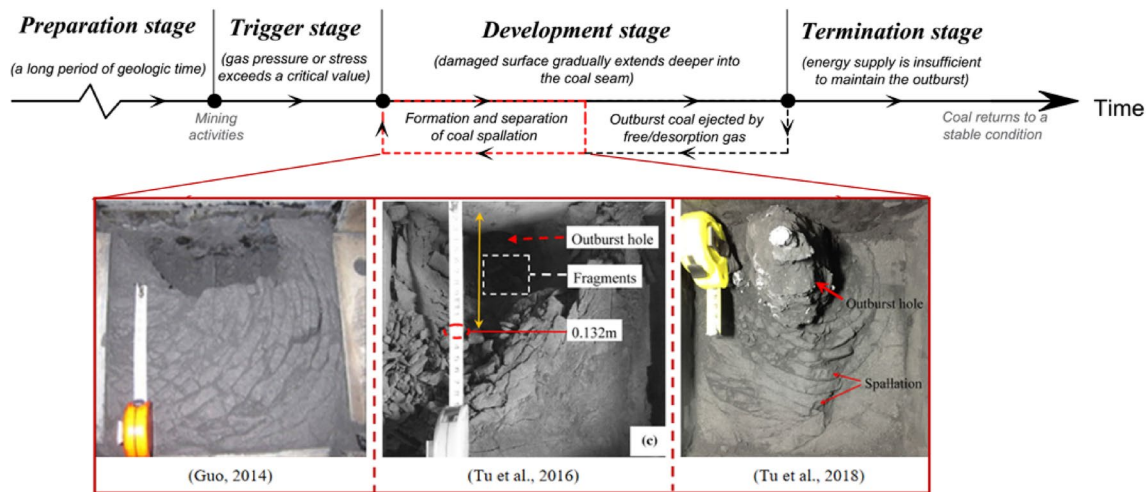 Preparation stage
(a long period of geologic time)
Trigger stage
(gas pressure or stress
exceeds a critical value)
Development stage
(damaged surface gradually extends deeper into
the coal seam)
Termination stage
(energy supply is insufficient
to maintain the outburst)
Mining
activities
Formation and separation
of coal spallation
Outburst coal ejected by
free/desorption gas
Coal returns to a
stable condition
Time
Outburst hole
Fragments
0.132m
(c)
Outburst hole
Spallation
(Guo, 2014)
(Tu et al., 2016)
(Tu et al., 2018)